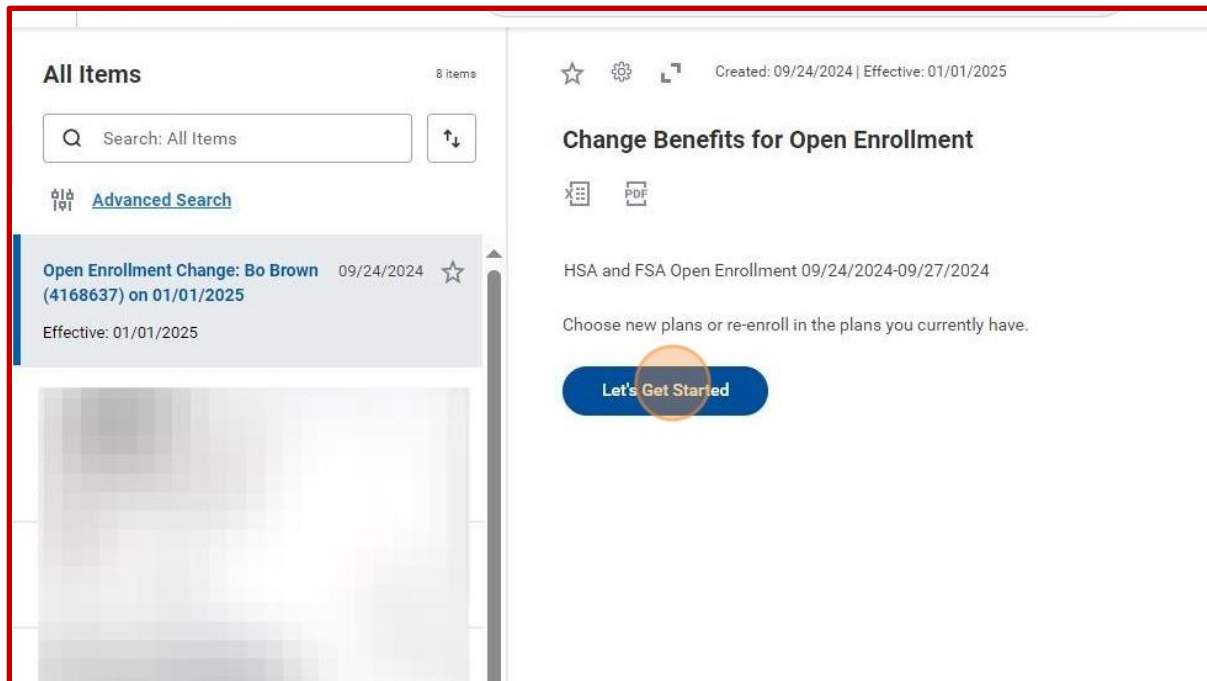 All Items
8 items
Search: All Items
Advanced Search
Open Enrollment Change: Bo Brown
(4168637) on 01/01/2025
09/24/2024
Effective: 01/01/2025
Created: 09/24/2024 | Effective: 01/01/2025
Change Benefits for Open Enrollment
X
PDF
HSA and FSA Open Enrollment 09/24/2024-09/27/2024
Choose new plans or re-enroll in the plans you currently have.
Let's Get Started